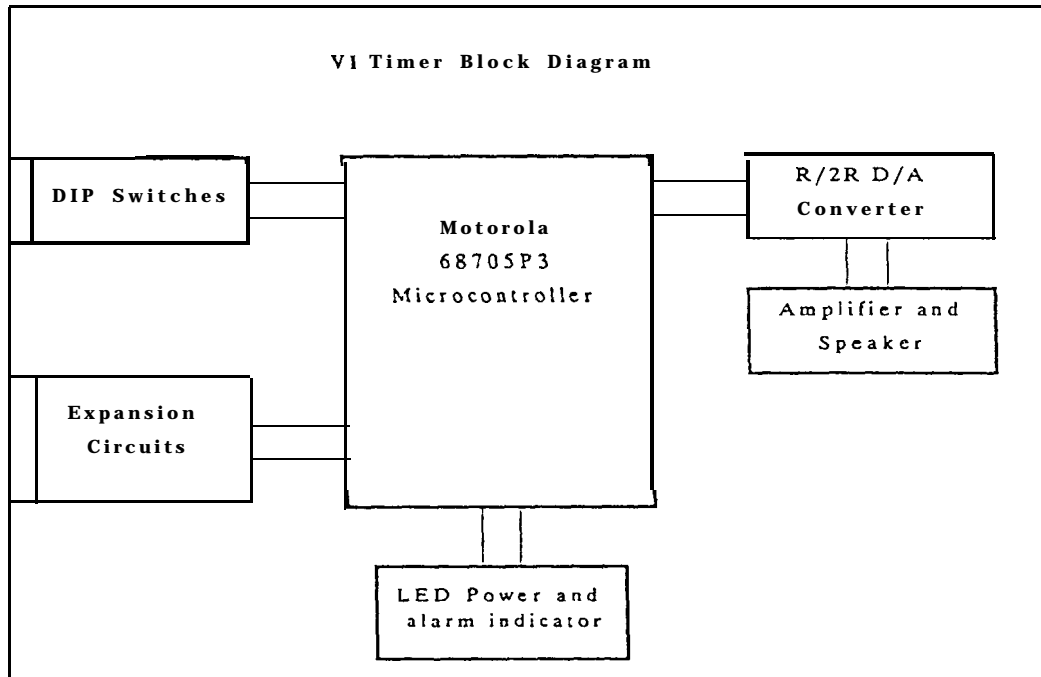 V1 Timer Block Diagram
DIP Switches
R/2R D/A
Converter
Motorola
68705P3
Microcontroller
Amplifier and
Speaker
Expansion
Circuits
LED Power and
alarm indicator